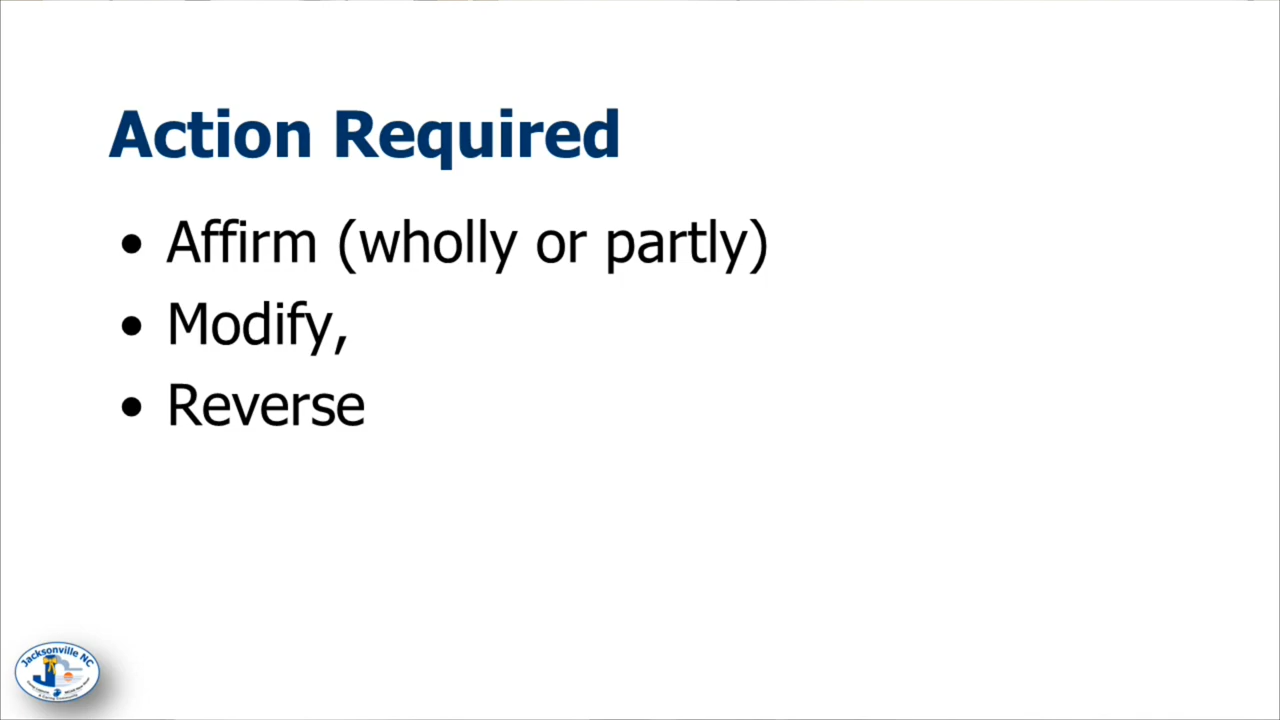 Action Required
• Affirm (wholly or partly)
• Modify,
• Reverse
Jacksonville NC